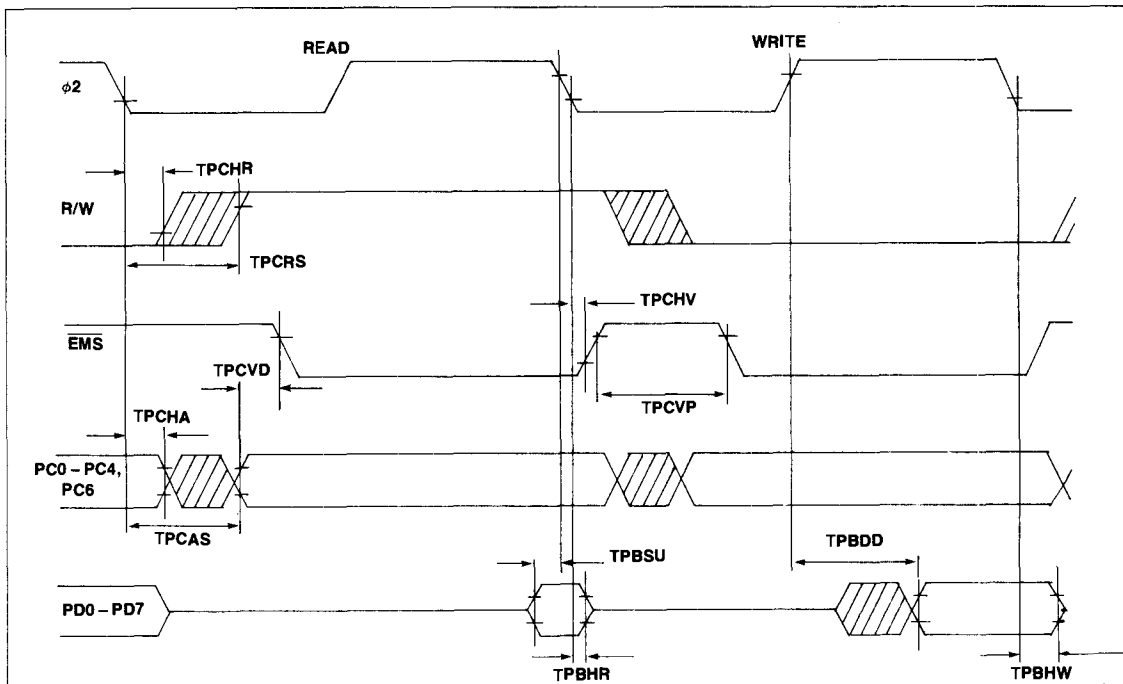 READ
WRITE
ϕ2
TPCHR
R/W
TPCRS
TPCHV
EMS
TPCVD
TPCVP
TPCHA
PC0 – PC4,
PC6
TPCAS
TPBSU
TPBDD
PD0 – PD7
TPBHR
TPBHW